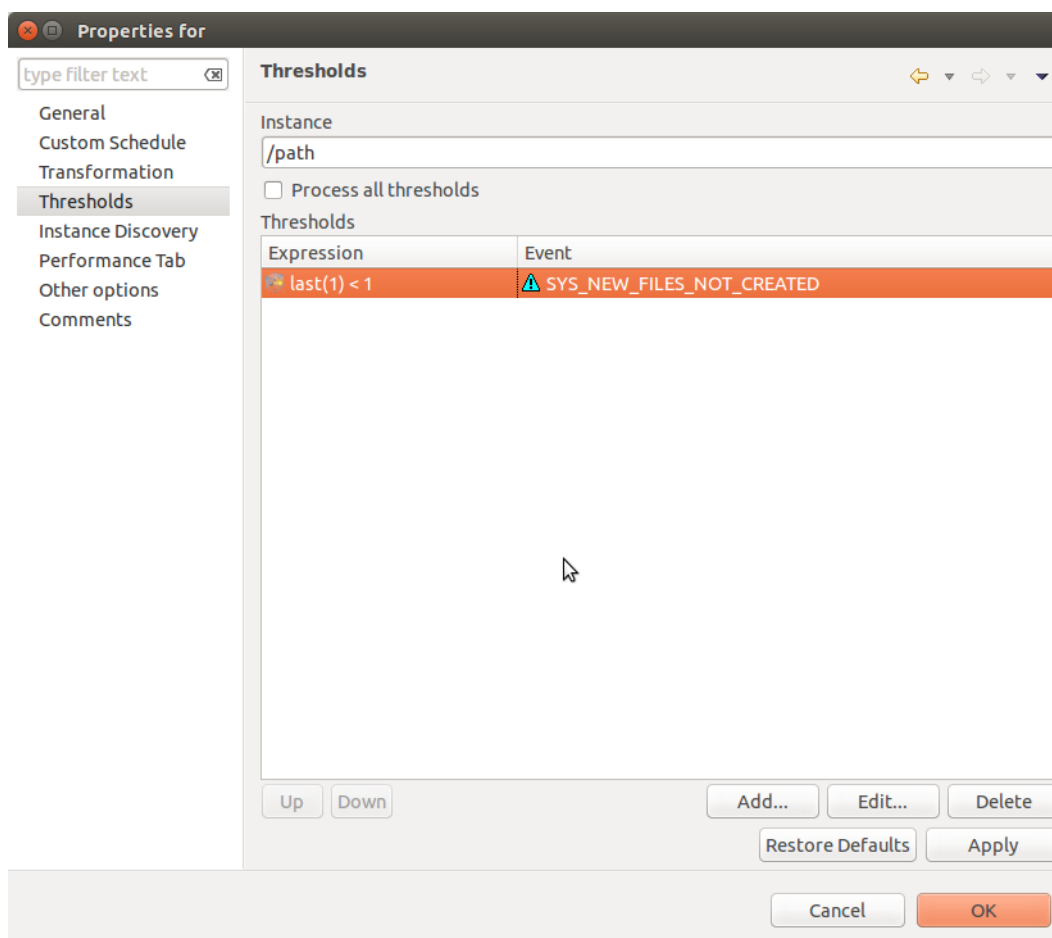 Properties for
type filter text
General
Custom Schedule
Transformation
Thresholds
Instance Discovery
Performance Tab
Other options
Comments
Thresholds
Instance
/path
Process all thresholds
Thresholds
Expression Event
last(1) < 1 SYS_NEW_FILES_NOT_CREATED
Up Down Add... Edit... Delete
Restore Defaults Apply
Cancel OK